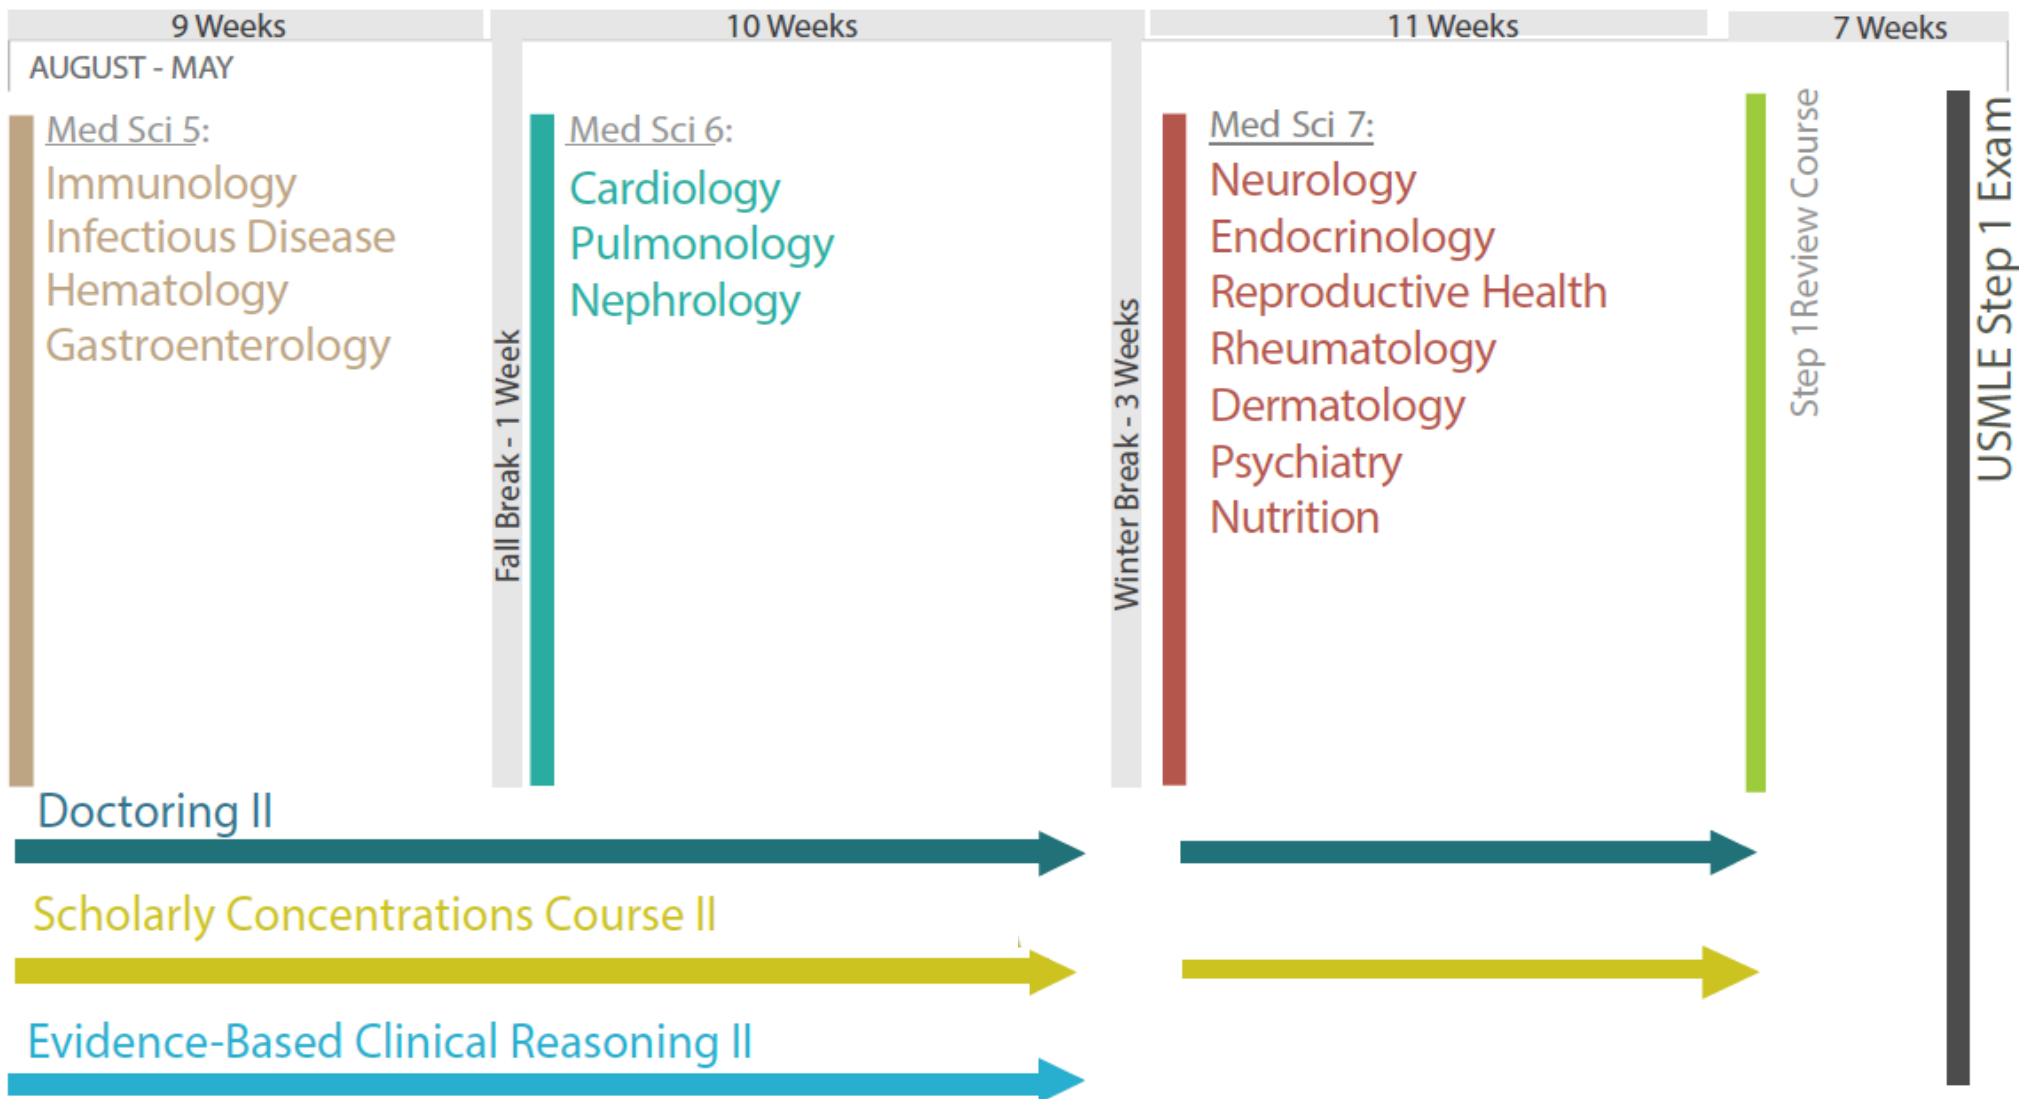 9 Weeks
10 Weeks
11 Weeks
7 Weeks
AUGUST - MAY
Med Sci 5:
Immunology
Infectious Disease
Hematology
Gastroenterology
Fall Break - 1 Week
Med Sci 6:
Cardiology
Pulmonology
Nephrology
Winter Break - 3 Weeks
Med Sci 7:
Neurology
Endocrinology
Reproductive Health
Rheumatology
Dermatology
Psychiatry
Nutrition
Step 1Review Course
USMLE Step 1 Exam
Doctoring II
Scholarly Concentrations Course II
Evidence-Based Clinical Reasoning II